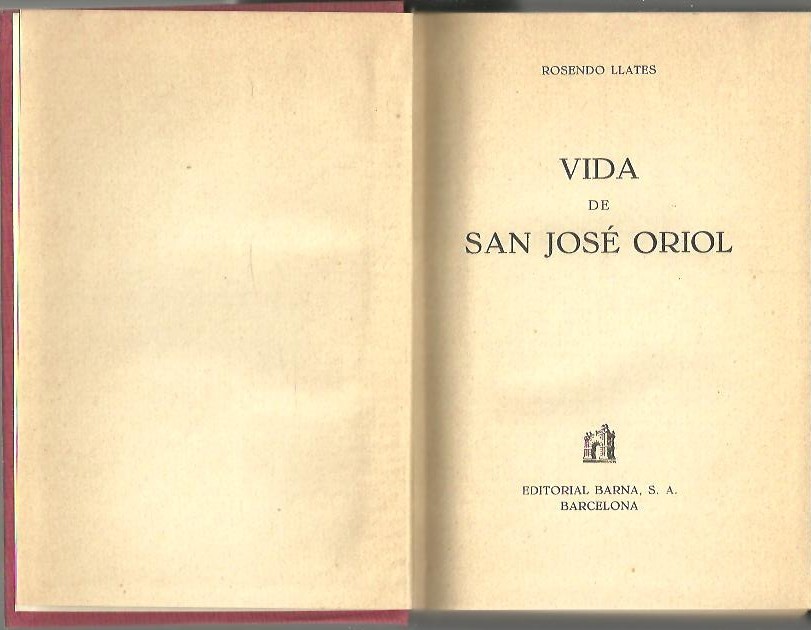 ROSENDO LLATES
VIDA
DE
SAN JOSÉ ORIOL
EDITORIAL BARNA, S. A.
BARCELONA